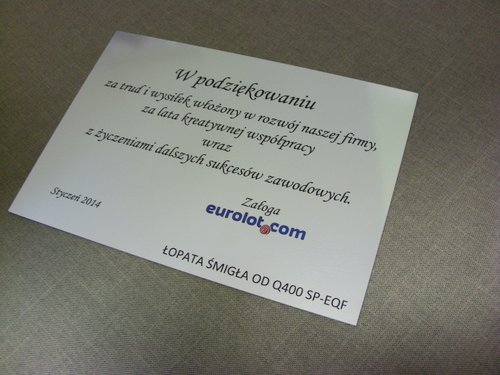 W podziękowaniu
za trud i wysiłek włożony w rozwój naszej firmy,
za lata kreatywnej współpracy
wraz
z życzeniami dalszych sukcesów zawodowych.
Styczeń 2014
Załoga
eurolot.com
ŁOPATA ŚMIGŁA OD Q400 SP-EQF